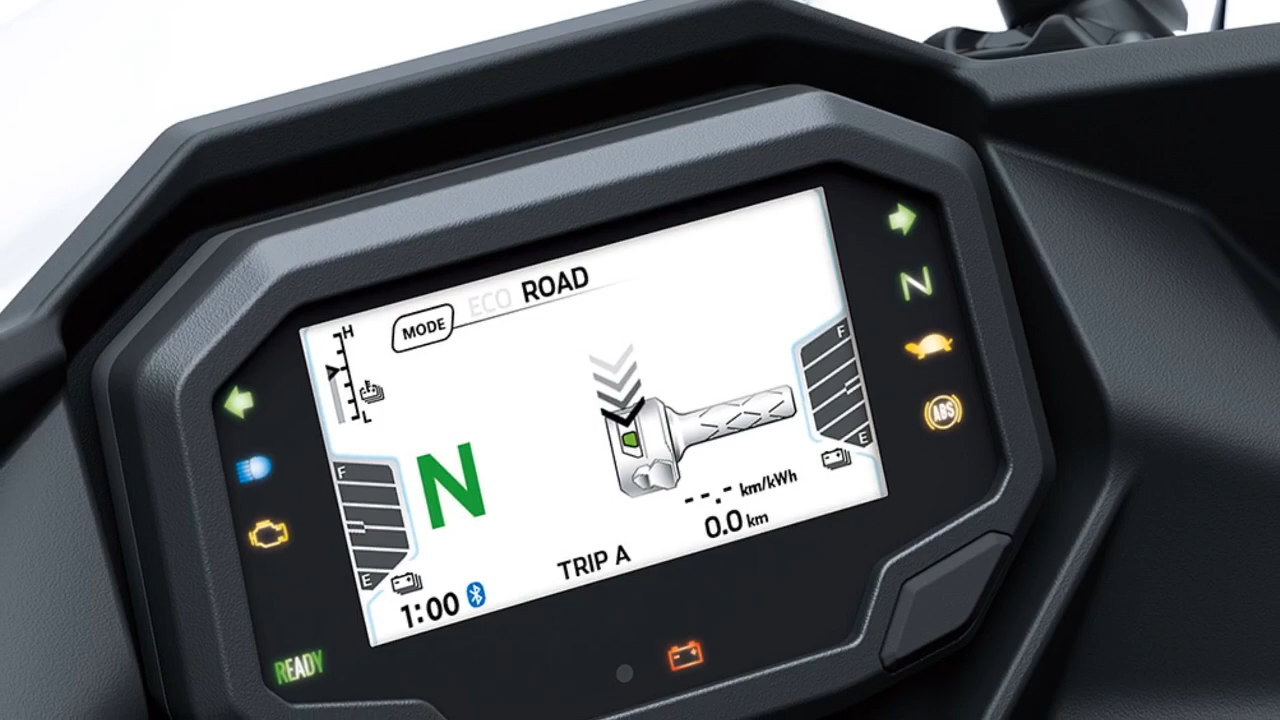 ECO ROAD
MODE
H
L
F
E
N
F
E
--.- km/kWh
0.0 km
TRIP A
1:00
N
ABS
READY